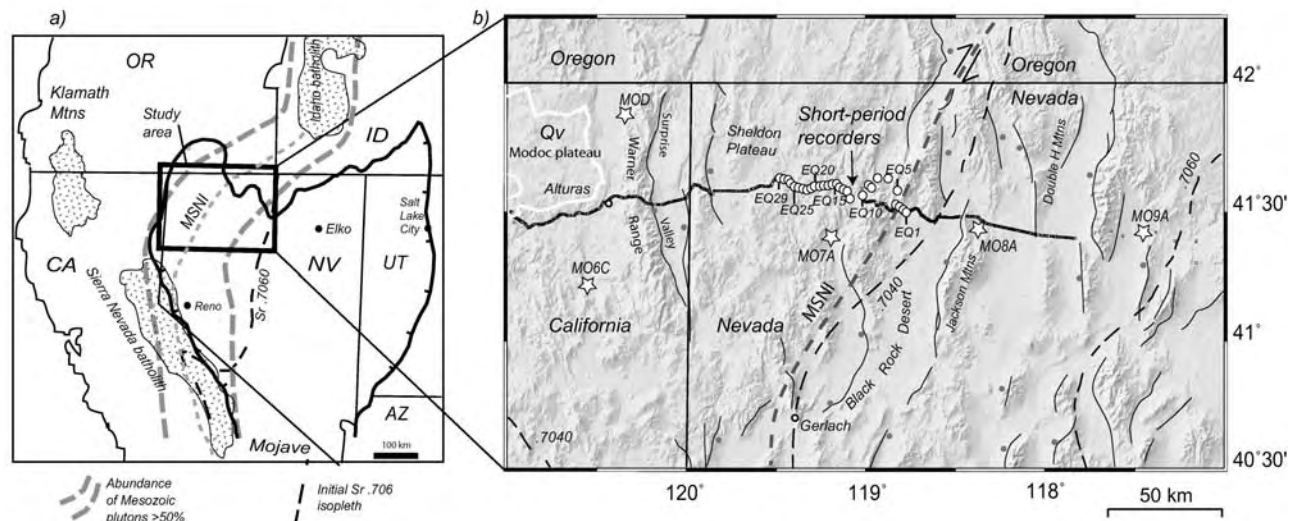 a)
OR
Klamath
Mtns
Study
area
Idaho batholith
ID
MSNI
Salt
Lake
City
Elko
CA
NV
UT
Reno
Sr .7060
Sierra Nevada batholith
AZ
Mojave
100 km
Abundance
of Mesozoic
plutons >50%
Initial Sr .706
isopleth
b)
Oregon
Oregon
42°
Nevada
MOD
Qv
Modoc plateau
Surprise
Warner
Sheldon
Plateau
Short-period
recorders
Double H Mtns
.7060
Alturas
EQ20
EQ5
EQ29
EQ25
EQ15
EQ10
EQ1
41°30'
Range
Valley
MO7A
MO8A
MO9A
MO6C
MSNI
.7040
Jackson Mtns
California
Nevada
Black Rock Desert
41°
Gerlach
.7040
40°30'
120°
119°
118°
50 km